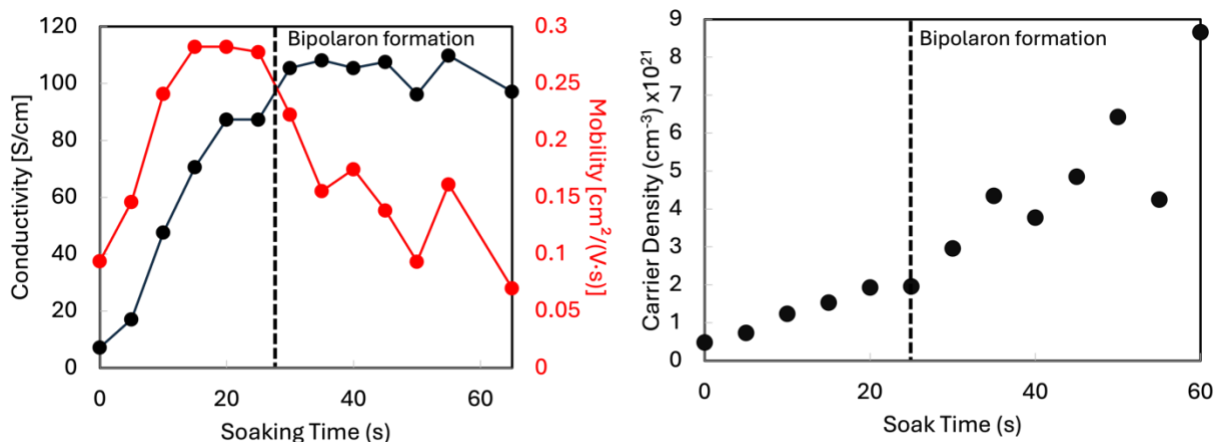 120
100
80
60
40
20
0
Conductivity [S/cm]
Bipolaron formation
0.3
0.25
0.2
0.15
0.1
0.05
0
Mobility [cm²/(V·s)]
0 20 40 60
Soaking Time (s)
9
8
7
6
5
4
3
2
1
0
Carrier Density (cm⁻³) x10²¹
Bipolaron formation
0 20 40 60
Soak Time (s)